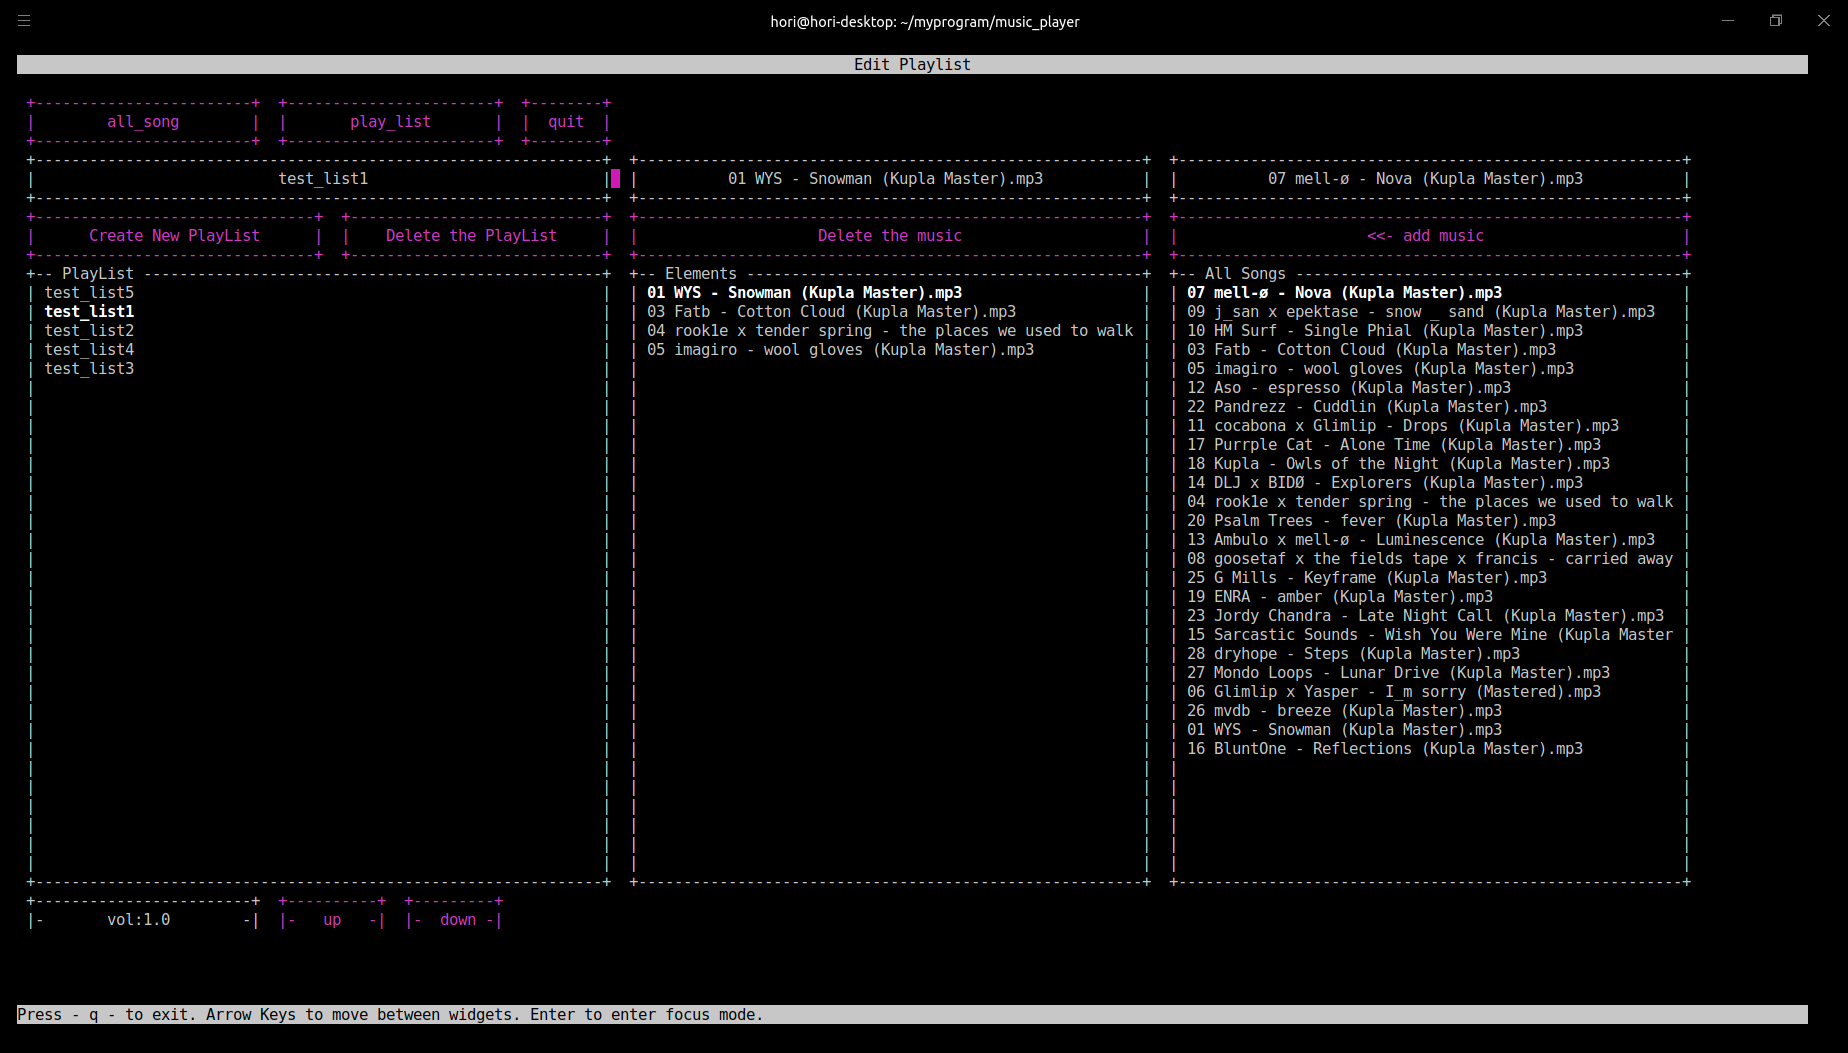 hori@hori-desktop: ~/myprogram/music_player
Edit Playlist
all_song
play_list
quit
test_list1
01 WYS - Snowman (Kupla Master).mp3
07 mell-ø - Nova (Kupla Master).mp3
Create New PlayList
Delete the PlayList
Delete the music
<<- add music
PlayList
test_list5
test_list1
test_list2
test_list4
test_list3
Elements
01 WYS - Snowman (Kupla Master).mp3
03 Fatb - Cotton Cloud (Kupla Master).mp3
04 rook1e x tender spring - the places we used to walk
05 imagiro - wool gloves (Kupla Master).mp3
All Songs
07 mell-ø - Nova (Kupla Master).mp3
09 j_san x epektase - snow _ sand (Kupla Master).mp3
10 HM Surf - Single Phial (Kupla Master).mp3
03 Fatb - Cotton Cloud (Kupla Master).mp3
05 imagiro - wool gloves (Kupla Master).mp3
12 Aso - espresso (Kupla Master).mp3
22 Pandrezz - Cuddlin (Kupla Master).mp3
11 cocabona x Glimlip - Drops (Kupla Master).mp3
17 Purrple Cat - Alone Time (Kupla Master).mp3
18 Kupla - Owls of the Night (Kupla Master).mp3
14 DLJ x BIDØ - Explorers (Kupla Master).mp3
04 rook1e x tender spring - the places we used to walk
20 Psalm Trees - fever (Kupla Master).mp3
13 Ambulo x mell-ø - Luminescence (Kupla Master).mp3
08 goosetaf x the fields tape x francis - carried away
25 G Mills - Keyframe (Kupla Master).mp3
19 ENRA - amber (Kupla Master).mp3
23 Jordy Chandra - Late Night Call (Kupla Master).mp3
15 Sarcastic Sounds - Wish You Were Mine (Kupla Master
28 dryhope - Steps (Kupla Master).mp3
27 Mondo Loops - Lunar Drive (Kupla Master).mp3
06 Glimlip x Yasper - I_m sorry (Mastered).mp3
26 mvdb - breeze (Kupla Master).mp3
01 WYS - Snowman (Kupla Master).mp3
16 BluntOne - Reflections (Kupla Master).mp3
- vol:1.0 -
- up -
- down -
Press - q - to exit. Arrow Keys to move between widgets. Enter to enter focus mode.